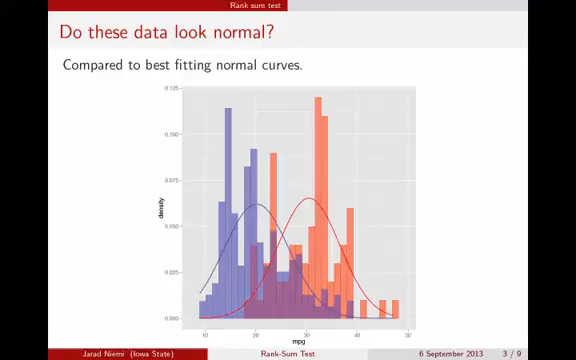 Rank sum test
Do these data look normal?
Compared to best fitting normal curves.
0.125
0.100
0.075
0.050
0.025
0.000
density
10 20 30 40 50
mpg
Jarad Niemi (Iowa State) Rank-Sum Test 6 September 2013 3 / 9